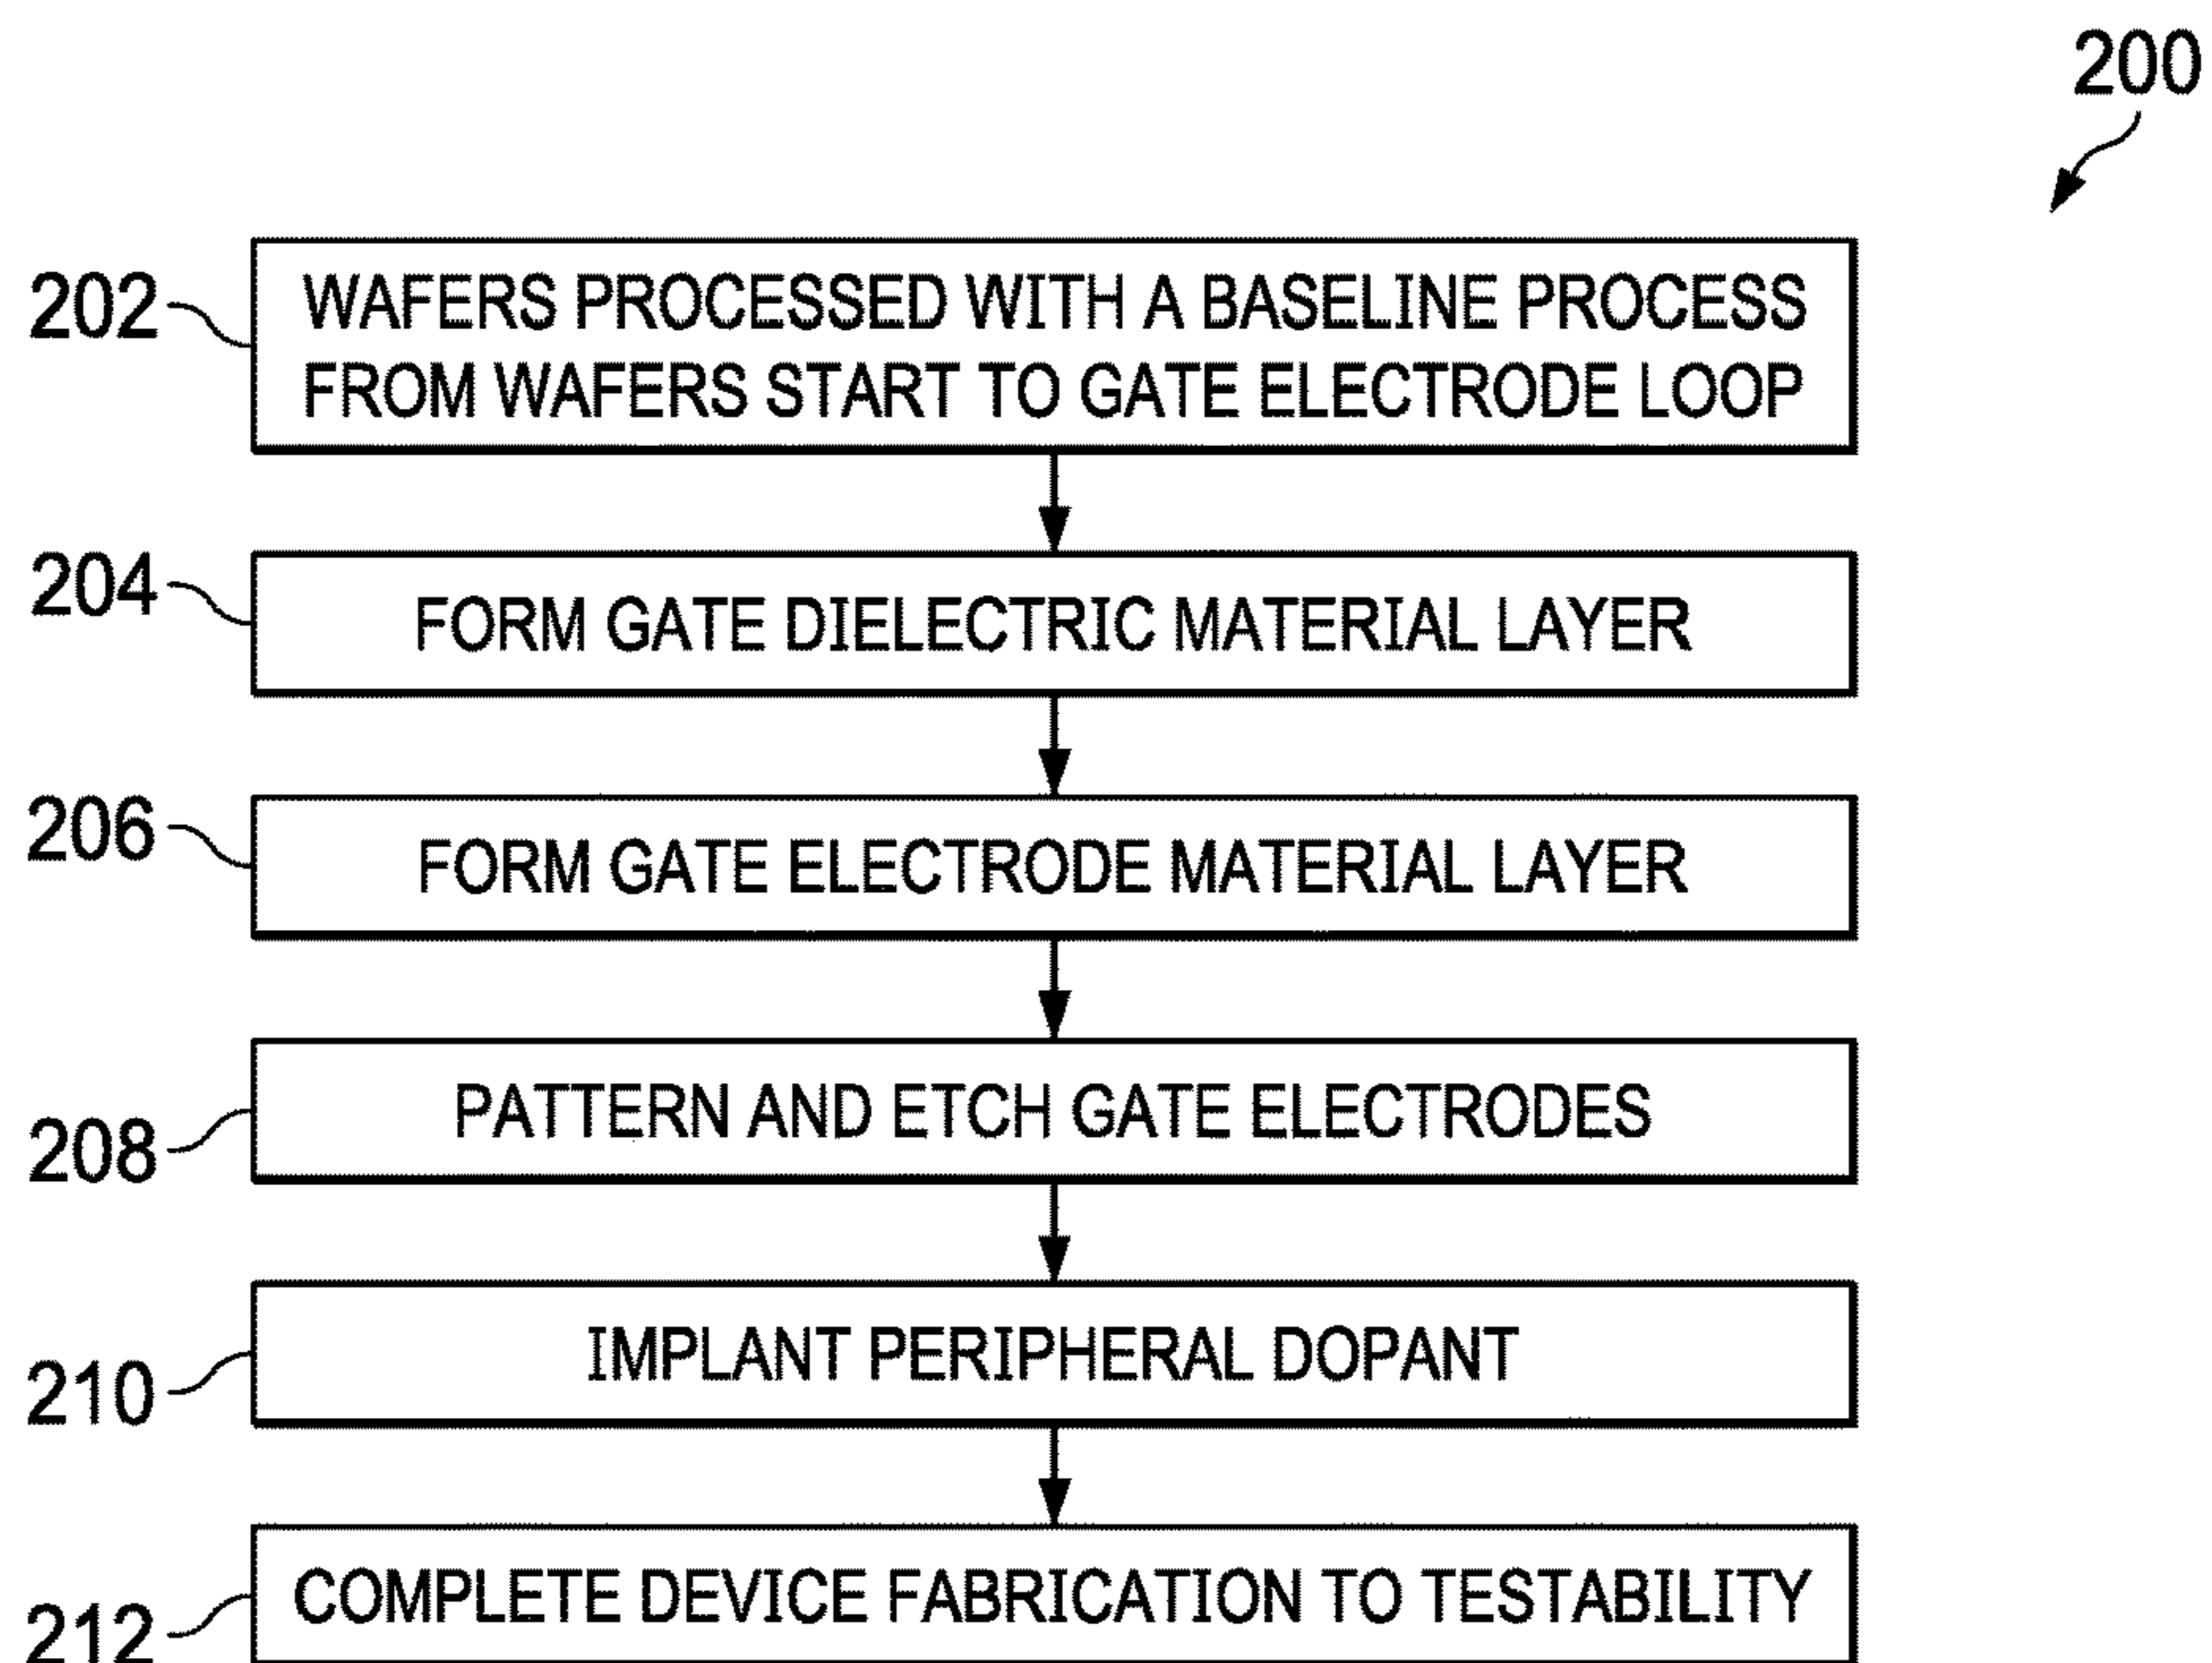 200
202
WAFERS PROCESSED WITH A BASELINE PROCESS
FROM WAFERS START TO GATE ELECTRODE LOOP
204
FORM GATE DIELECTRIC MATERIAL LAYER
206
FORM GATE ELECTRODE MATERIAL LAYER
208
PATTERN AND ETCH GATE ELECTRODES
210
IMPLANT PERIPHERAL DOPANT
212
COMPLETE DEVICE FABRICATION TO TESTABILITY